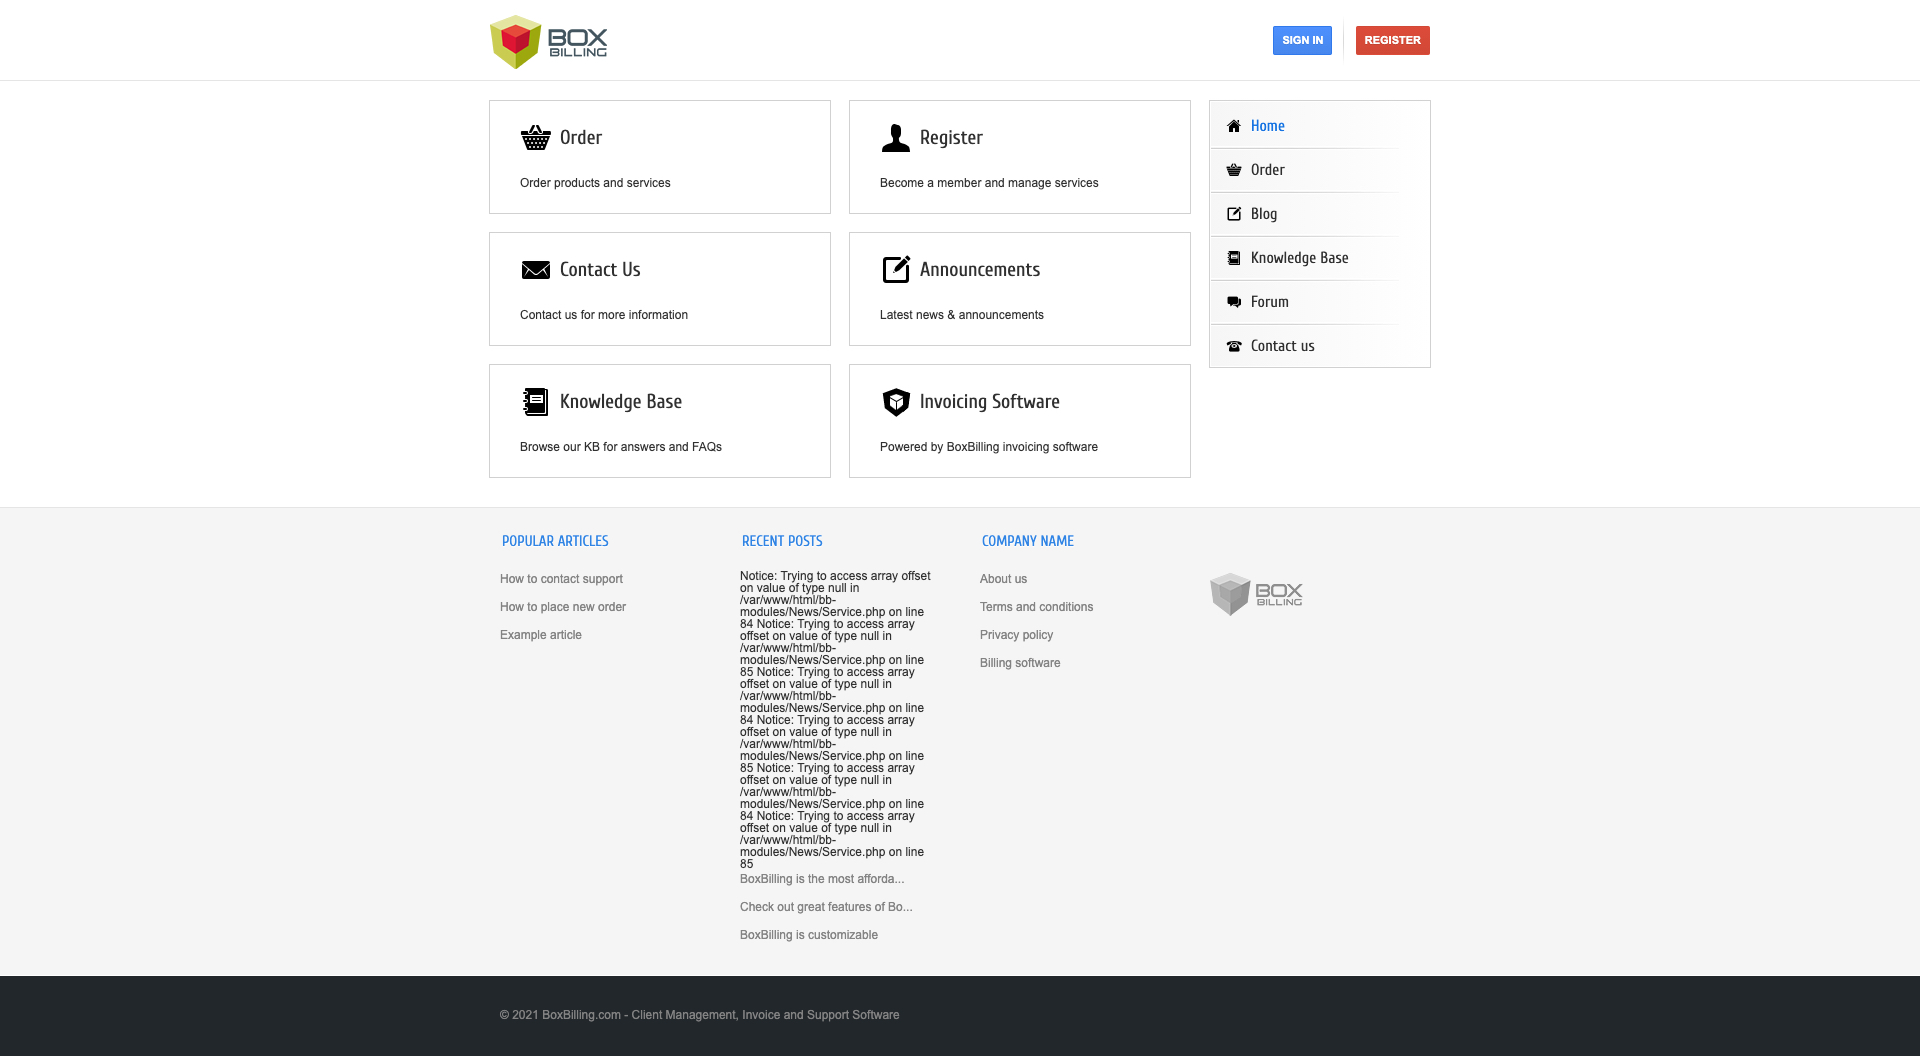 BOX
BILLING
SIGN IN
REGISTER
Order
Order products and services
Register
Become a member and manage services
Home
Order
Blog
Knowledge Base
Forum
Contact us
Contact Us
Contact us for more information
Announcements
Latest news & announcements
Knowledge Base
Browse our KB for answers and FAQs
Invoicing Software
Powered by BoxBilling invoicing software
POPULAR ARTICLES
How to contact support
How to place new order
Example article
RECENT POSTS
Notice: Trying to access array offset
on value of type null in
/var/www/html/bb-
modules/News/Service.php on line
84 Notice: Trying to access array
offset on value of type null in
/var/www/html/bb-
modules/News/Service.php on line
85 Notice: Trying to access array
offset on value of type null in
/var/www/html/bb-
modules/News/Service.php on line
84 Notice: Trying to access array
offset on value of type null in
/var/www/html/bb-
modules/News/Service.php on line
85 Notice: Trying to access array
offset on value of type null in
/var/www/html/bb-
modules/News/Service.php on line
84 Notice: Trying to access array
offset on value of type null in
/var/www/html/bb-
modules/News/Service.php on line
85
BoxBilling is the most afforda...
Check out great features of Bo...
BoxBilling is customizable
COMPANY NAME
About us
Terms and conditions
Privacy policy
Billing software
BOX
BILLING
© 2021 BoxBilling.com - Client Management, Invoice and Support Software